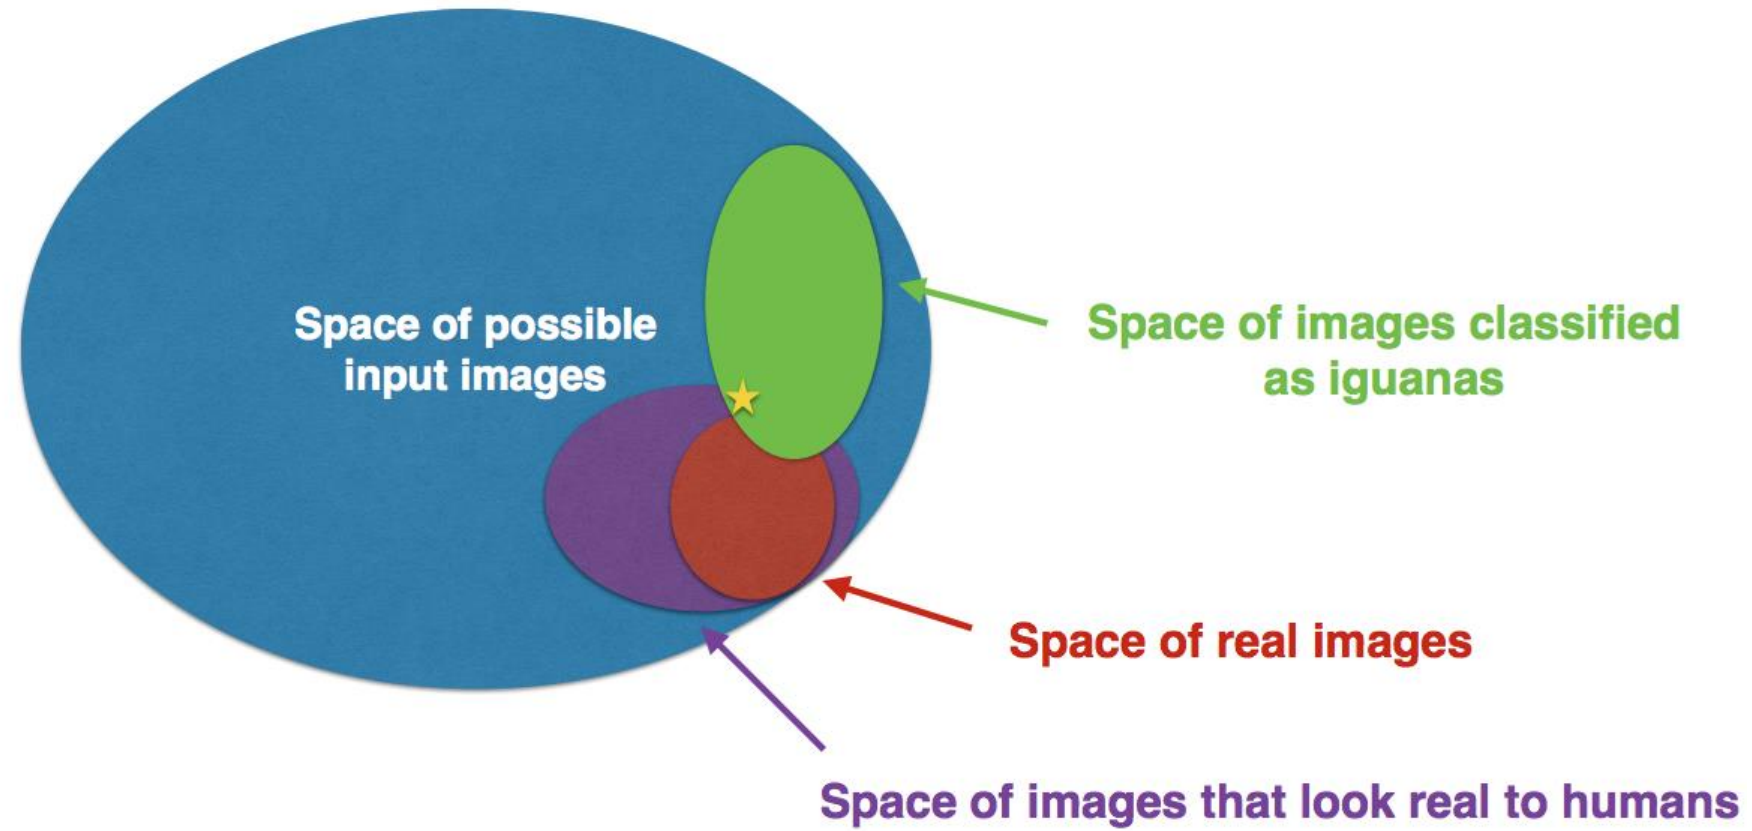 Space of possible
input images
Space of images classified
as iguanas
Space of real images
Space of images that look real to humans